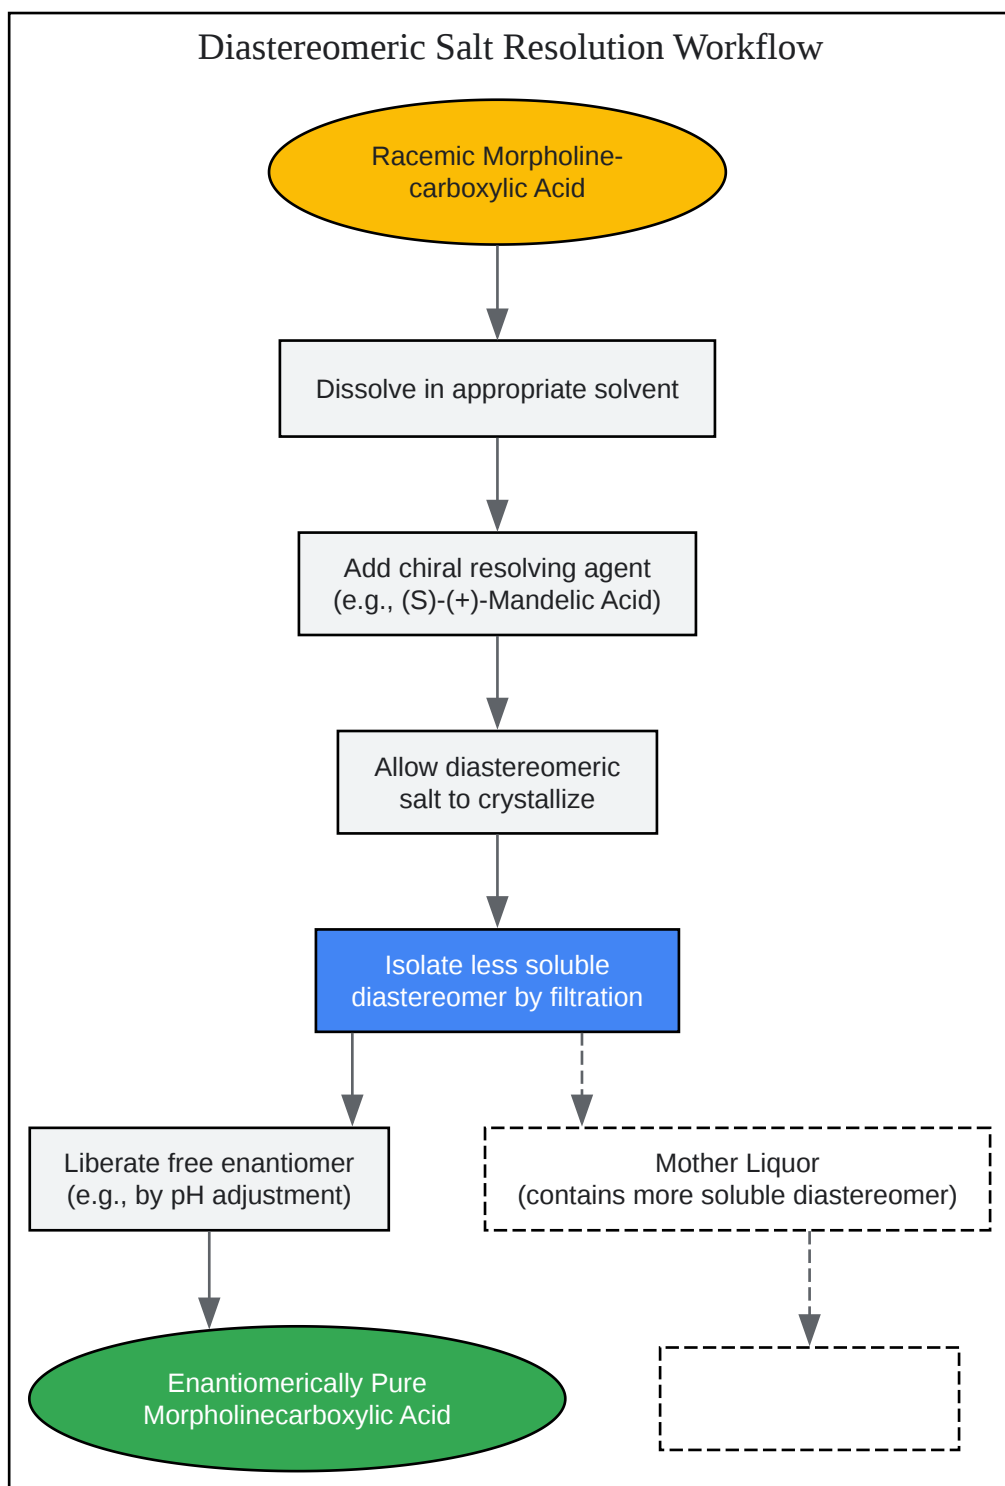 Diastereomeric Salt Resolution Workflow
Racemic Morpholine-
carboxylic Acid
Dissolve in appropriate solvent
Add chiral resolving agent
(e.g., (S)-(+)-Mandelic Acid)
Allow diastereomeric
salt to crystallize
Isolate less soluble
diastereomer by filtration
Liberate free enantiomer
(e.g., by pH adjustment)
Mother Liquor
(contains more soluble diastereomer)
Enantiomerically Pure
Morpholinecarboxylic Acid